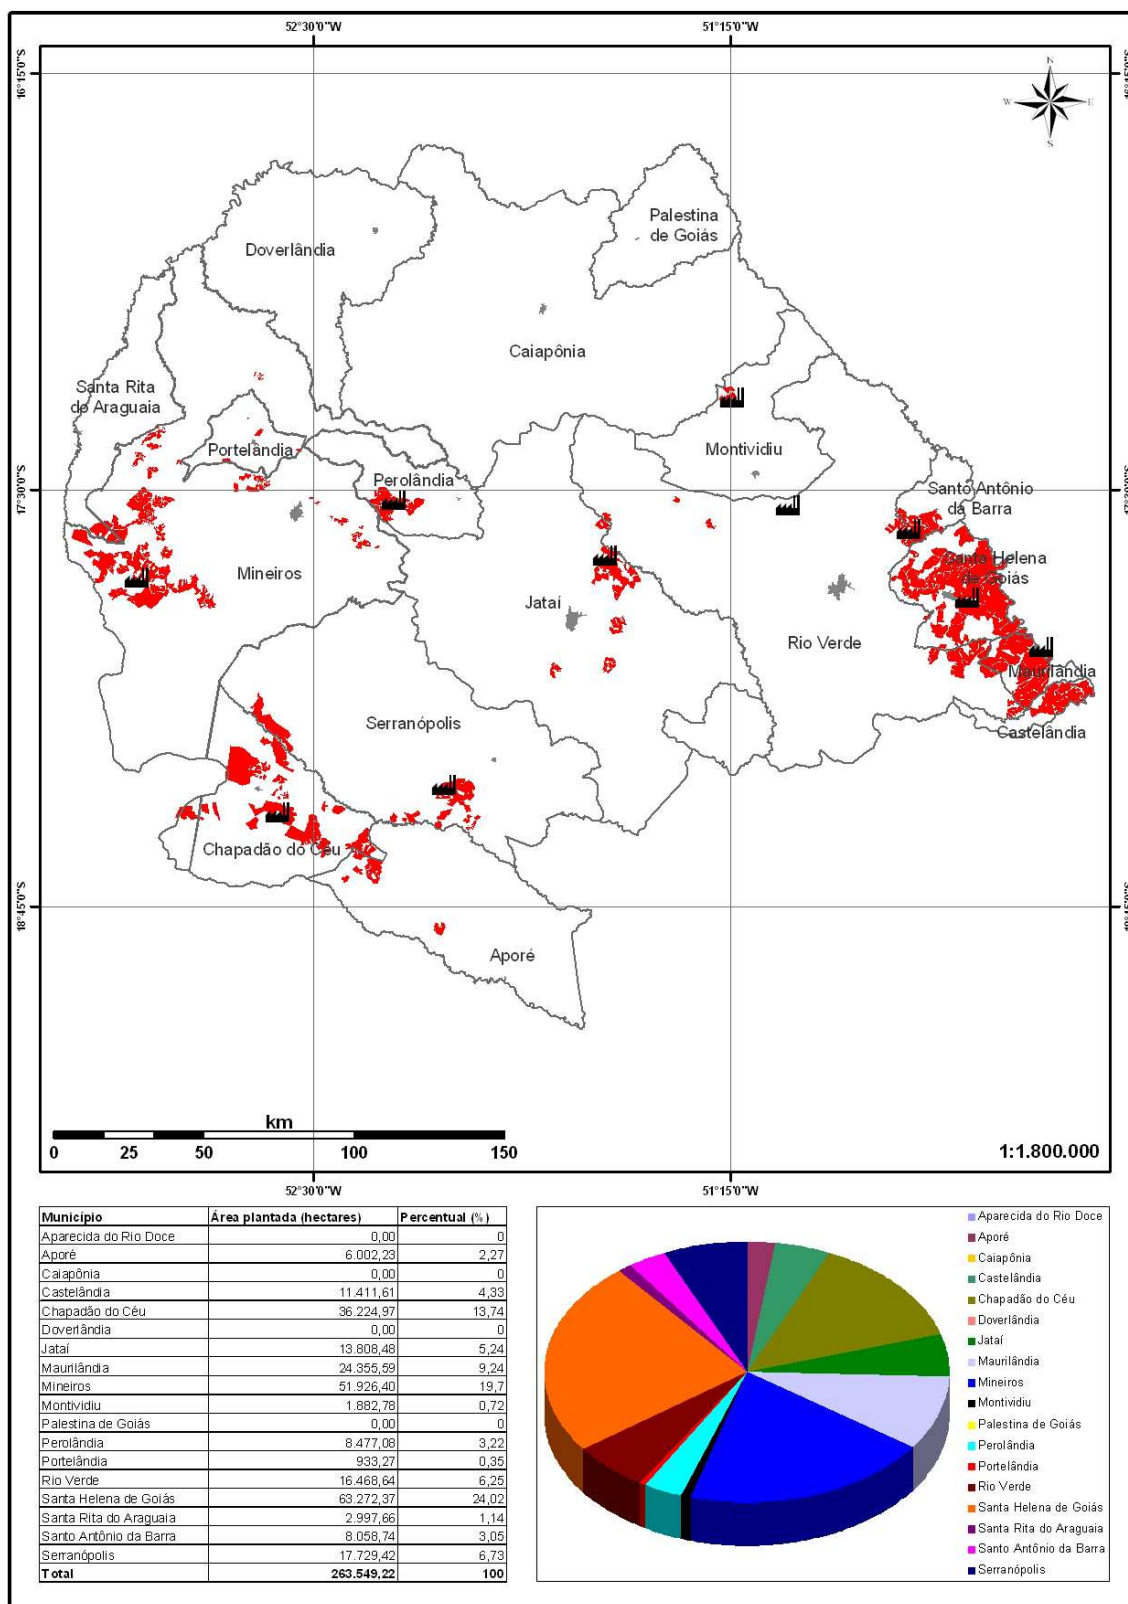 52°30'0"W 51°15'0"W
16°15'0"S 16°15'0"S
N
W E
S
Palestina
de Goiás
Doverlândia
Caiapônia
Santa Rita
do Araguaia
Portelândia
Montividiu
Perolândia
17°30'0"S 17°30'0"S
Santo Antônio
da Barra
Santa Helena
de Goiás
Mineiros
Jataí
Rio Verde
Maurilândia
Serranópolis
Castelândia
Chapadão do Céu
18°45'0"S 18°45'0"S
Aporé
km
0 25 50 100 150
1:1.800.000
52°30'0"W 51°15'0"W
Município Área plantada (hectares) Percentual (%)
Aparecida do Rio Doce 0,00 0
Aporé 6.002,23 2,27
Caiapônia 0,00 0
Castelândia 11.411,61 4,33
Chapadão do Céu 36.224,97 13,74
Doverlândia 0,00 0
Jataí 13.808,48 5,24
Maurilândia 24.355,59 9,24
Mineiros 51.926,40 19,7
Montividiu 1.882,78 0,72
Palestina de Goiás 0,00 0
Perolândia 8.477,08 3,22
Portelândia 933,27 0,35
Rio Verde 16.468,64 6,25
Santa Helena de Goiás 63.272,37 24,02
Santa Rita do Araguaia 2.997,66 1,14
Santo Antônio da Barra 8.058,74 3,05
Serranópolis 17.729,42 6,73
Total 263.549,22 100
Aparecida do Rio Doce
Aporé
Caiapônia
Castelândia
Chapadão do Céu
Doverlândia
Jataí
Maurilândia
Mineiros
Montividiu
Palestina de Goiás
Perolândia
Portelândia
Rio Verde
Santa Helena de Goiás
Santa Rita do Araguaia
Santo Antônio da Barra
Serranópolis